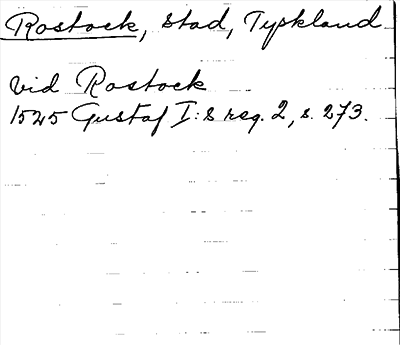 Rostock, stad, Tyskland
vid Rostock
1525 Gustaf I:s reg. 2, s. 273.